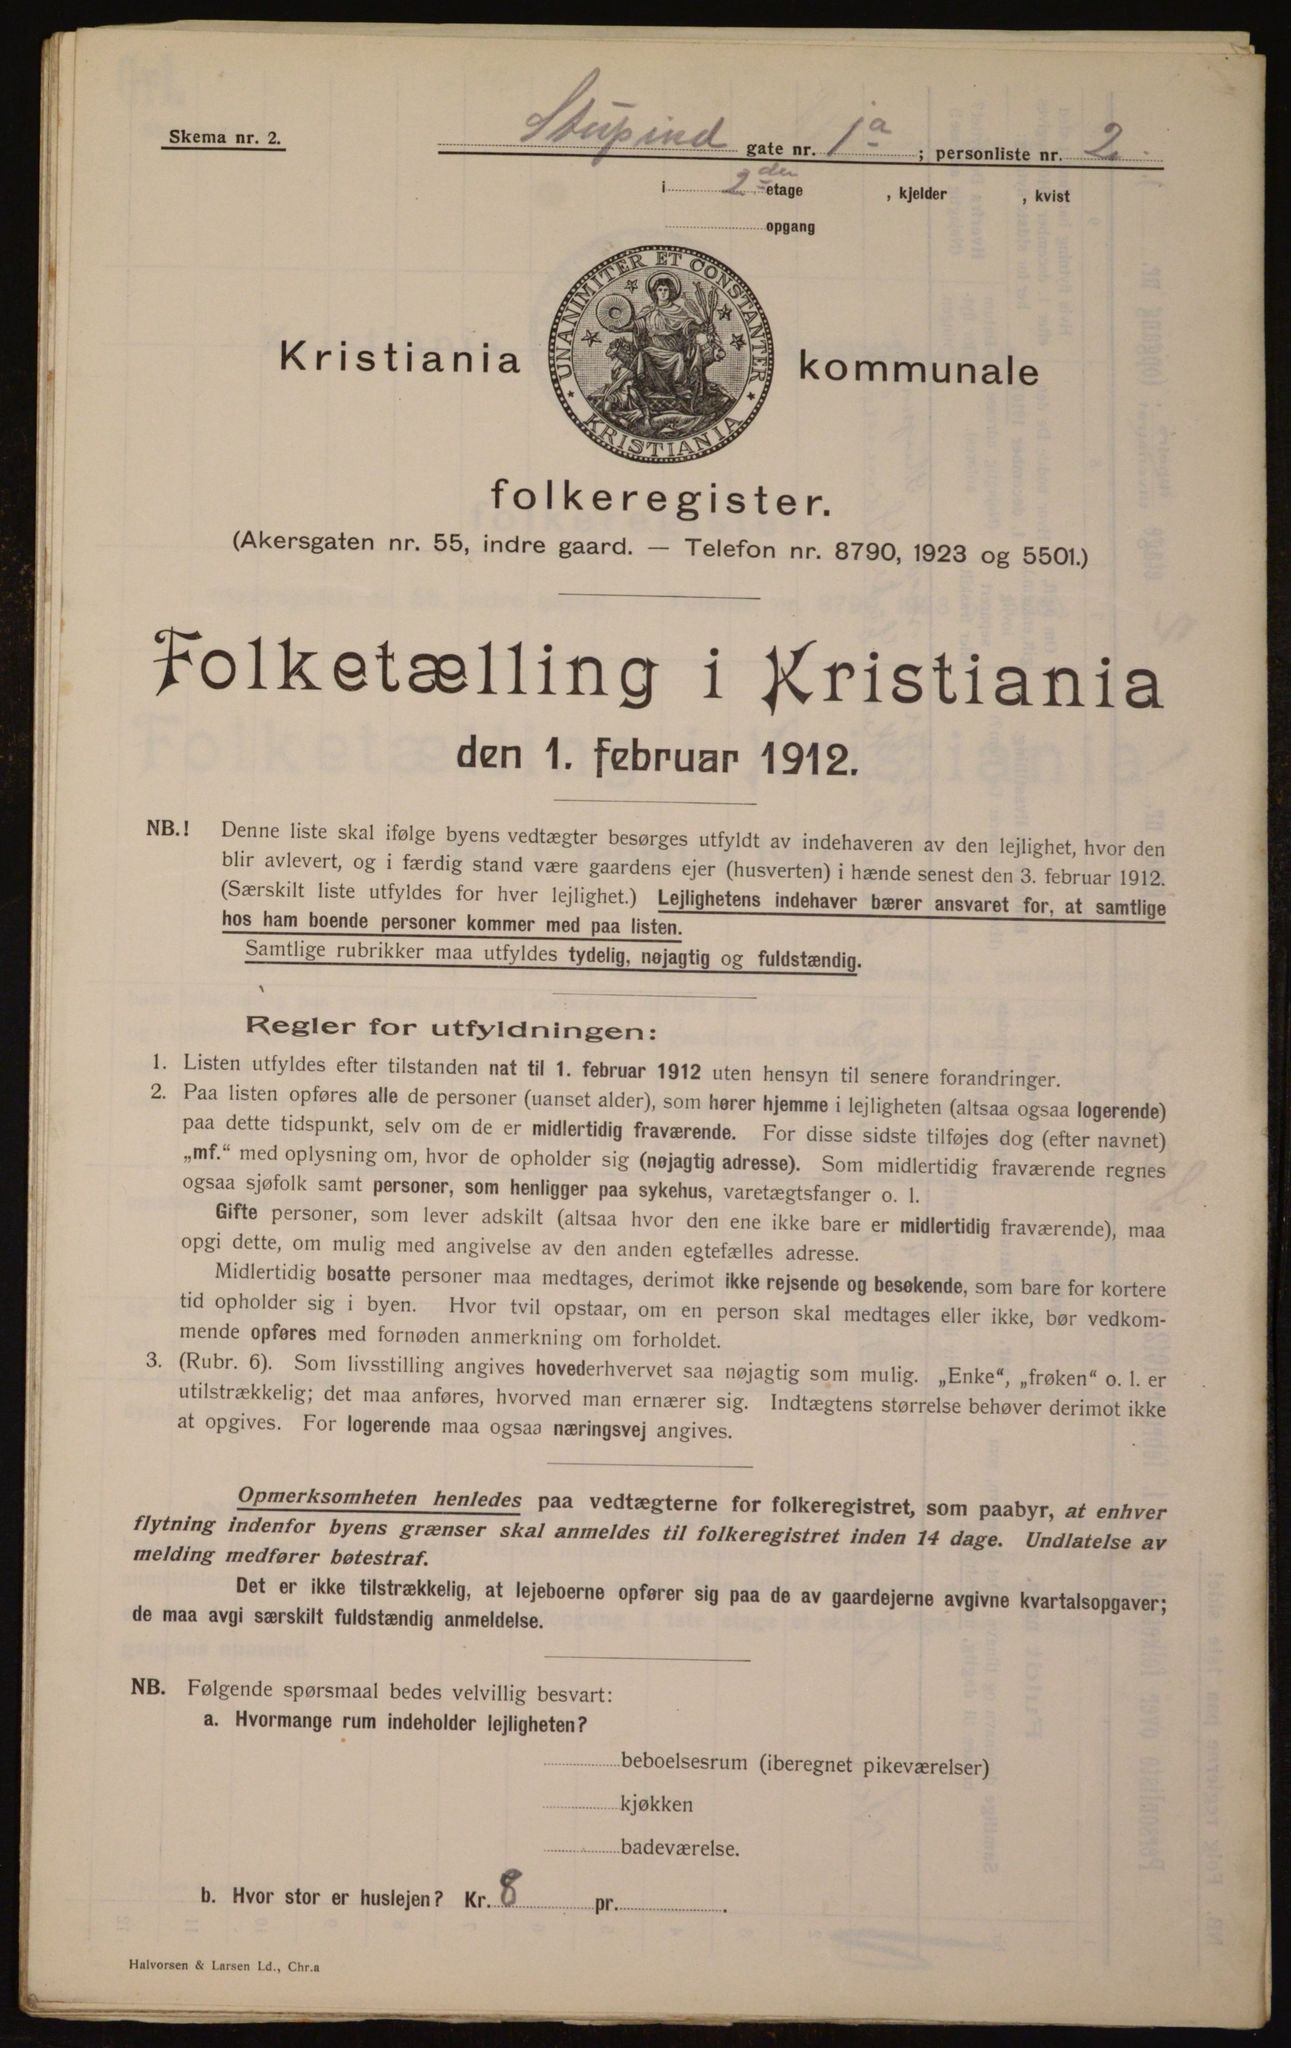 Skema nr. 2.
Stupind gate nr. 1a ; personliste nr. 2.
i 2den etage , kjelder , kvist
opgang
UNANIMITER ET CONSTANTER
KRISTIANIA
Kristiania kommunale
folkeregister.
(Akersgaten nr. 55, indre gaard. — Telefon nr. 8790, 1923 og 5501.)
Folketælling i Kristiania
den 1. februar 1912.
NB.! Denne liste skal ifølge byens vedtægter besørges utfyldt av indehaveren av den lejlighet, hvor den
blir avlevert, og i færdig stand være gaardens ejer (husverten) i hænde senest den 3. februar 1912.
(Særskilt liste utfyldes for hver lejlighet.) Lejlighetens indehaver bærer ansvaret for, at samtlige
hos ham boende personer kommer med paa listen.
Samtlige rubrikker maa utfyldes tydelig, nøjagtig og fuldstændig.
Regler for utfyldningen:
1. Listen utfyldes efter tilstanden nat til 1. februar 1912 uten hensyn til senere forandringer.
2. Paa listen opføres alle de personer (uanset alder), som hører hjemme i lejligheten (altsaa ogsaa logerende)
paa dette tidspunkt, selv om de er midlertidig fraværende. For disse sidste tilføjes dog (efter navnet)
„mf.“ med oplysning om, hvor de opholder sig (nøjagtig adresse). Som midlertidig fraværende regnes
ogsaa sjøfolk samt personer, som henligger paa sykehus, varetægtsfanger o. l.
Gifte personer, som lever adskilt (altsaa hvor den ene ikke bare er midlertidig fraværende), maa
opgi dette, om mulig med angivelse av den anden egtefælles adresse.
Midlertidig bosatte personer maa medtages, derimot ikke rejsende og besøkende, som bare for kortere
tid opholder sig i byen. Hvor tvil opstaar, om en person skal medtages eller ikke, bør vedkom-
mende opføres med fornøden anmerkning om forholdet.
3. (Rubr. 6). Som livsstilling angives hovederhvervet saa nøjagtig som mulig. „Enke“, „frøken“ o. l. er
utilstrækkelig; det maa anføres, hvorved man ernærer sig. Indtægtens størrelse behøver derimot ikke
at opgives. For logerende maa ogsaa næringsvej angives.
Opmerksomheten henledes paa vedtægterne for folkeregistret, som paabyr, at enhver
flytning indenfor byens grænser skal anmeldes til folkeregistret inden 14 dage. Undlatelse av
melding medfører bøtestraf.
Det er ikke tilstrækkelig, at lejeboerne opfører sig paa de av gaardejerne avgivne kvartalsopgaver;
de maa avgi særskilt fuldstændig anmeldelse.
NB. Følgende spørsmaal bedes velvillig besvart:
a. Hvormange rum indeholder lejligheten?
beboelsesrum (iberegnet pikeværelser)
kjøkken
badeværelse.
b. Hvor stor er huslejen? Kr. 8 pr.
Halvorsen & Larsen Ld., Chr.a